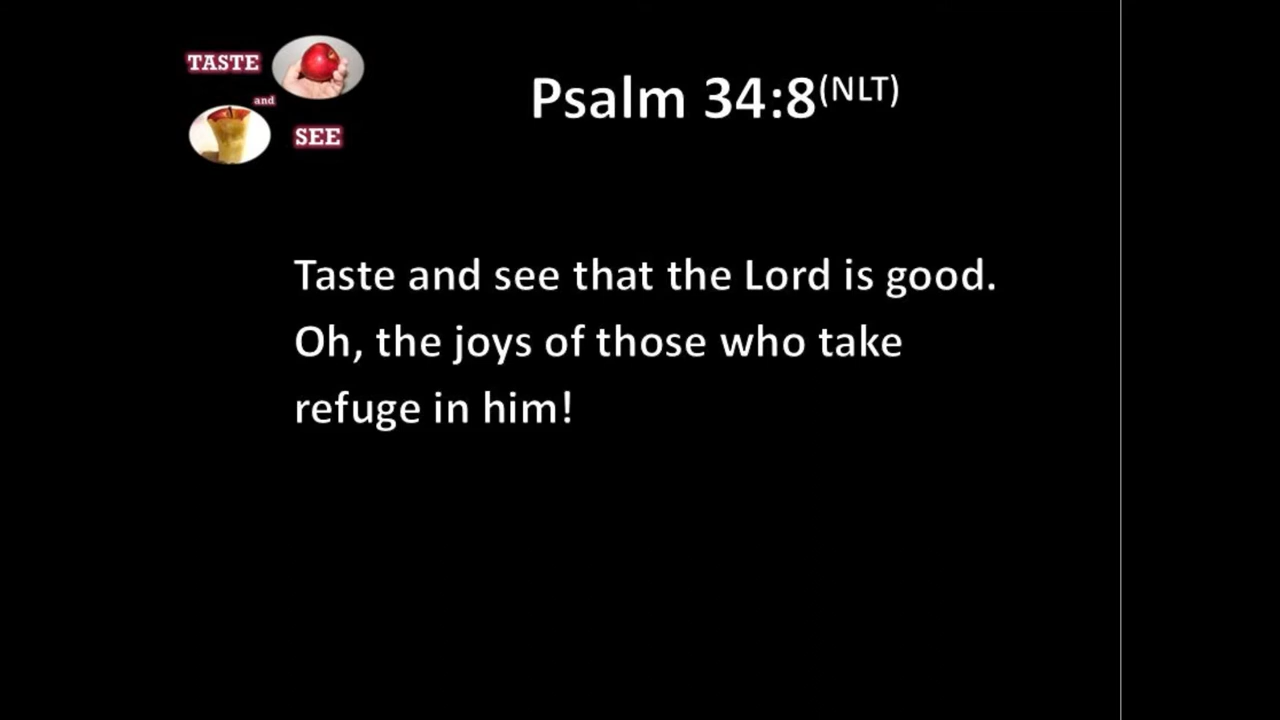 TASTE
and
SEE
Psalm 34:8(NLT)
Taste and see that the Lord is good.
Oh, the joys of those who take
refuge in him!